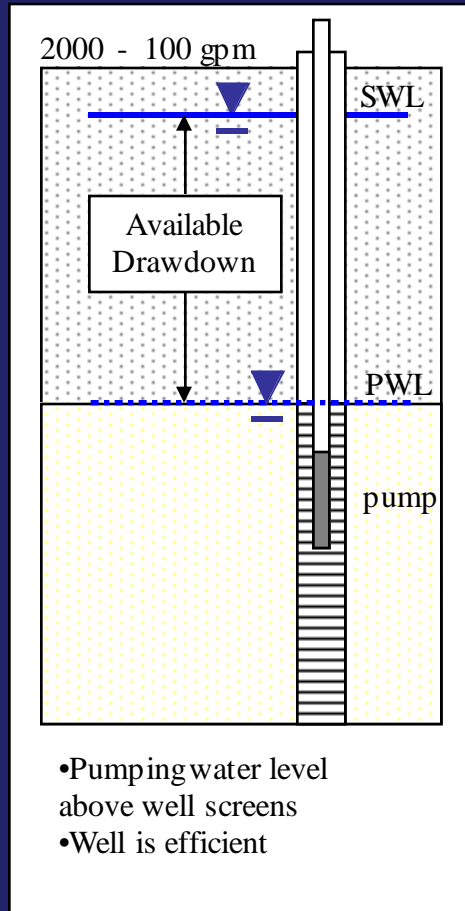 2000 - 100 gpm
SWL
Available
Drawdown
PWL
pump
•Pumping water level
above well screens
•Well is efficient